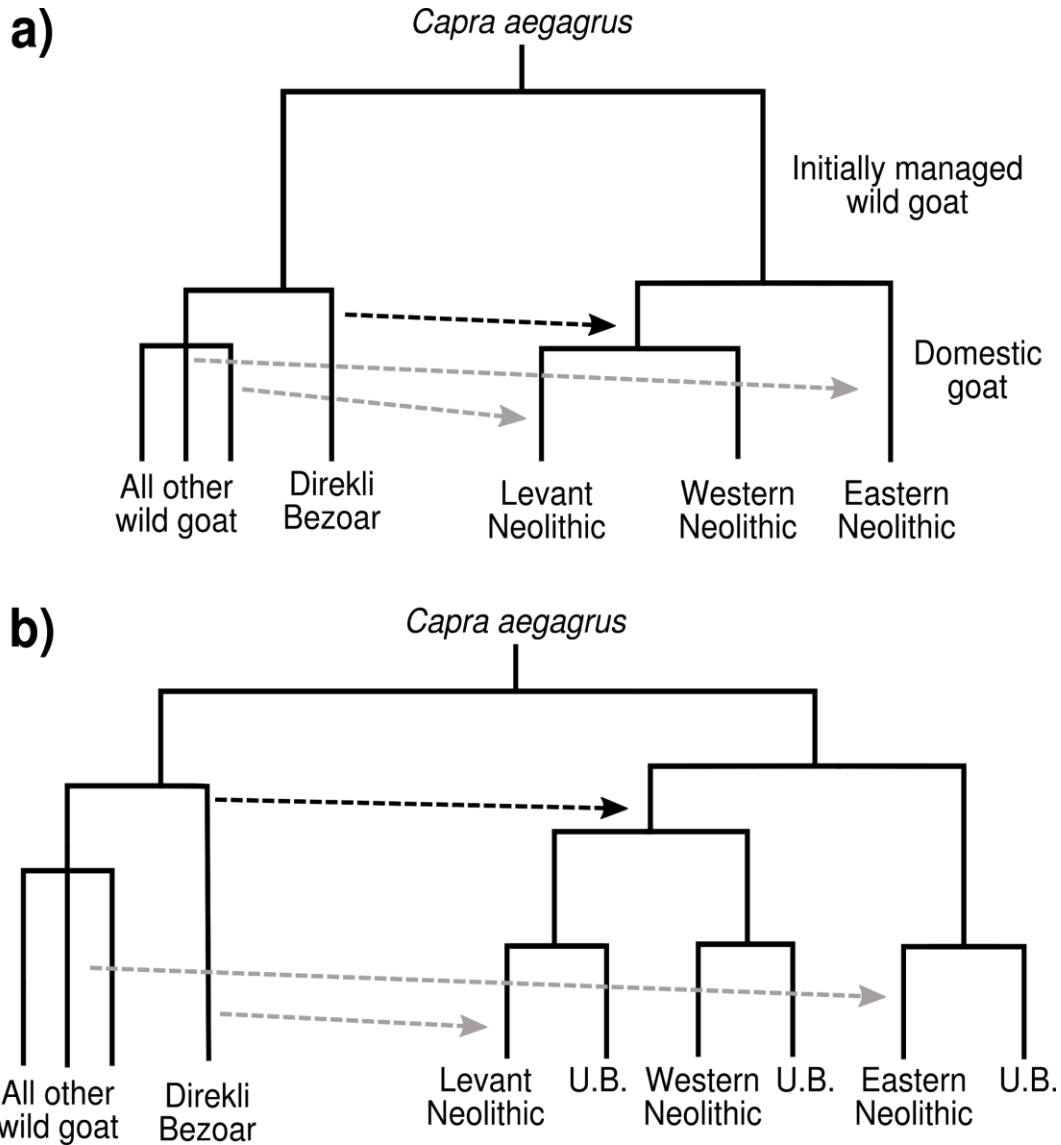 a)
Capra aegagrus
Initially managed
wild goat
Domestic
goat
All other
wild goat
Direkli
Bezoar
Levant
Neolithic
Western
Neolithic
Eastern
Neolithic
b)
Capra aegagrus
All other
wild goat
Direkli
Bezoar
Levant
Neolithic
U.B.
Western
Neolithic
U.B.
Eastern
Neolithic
U.B.